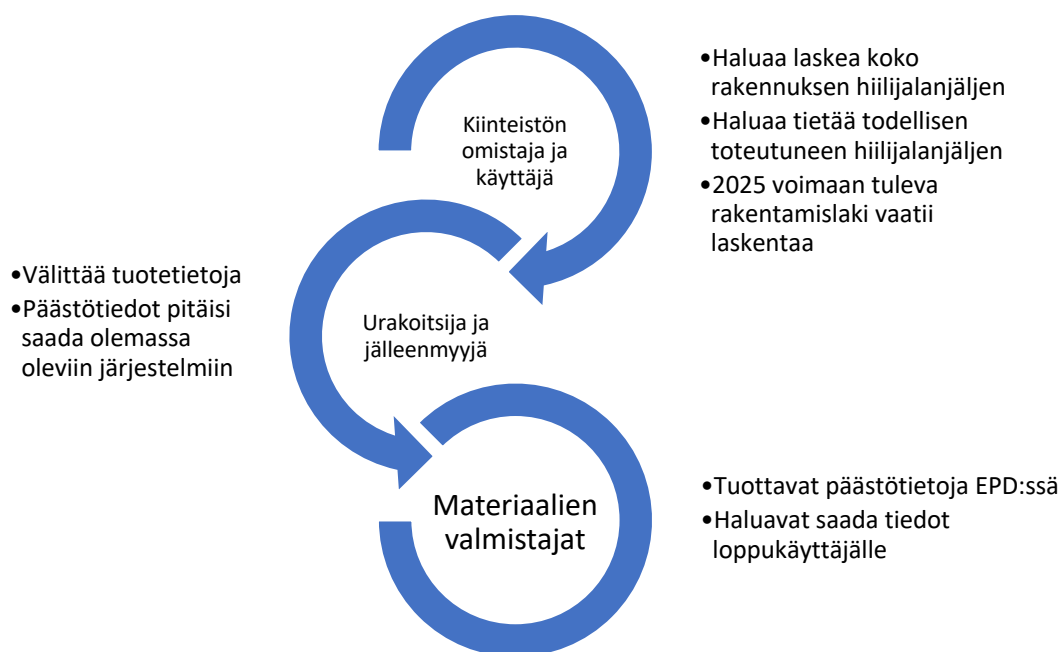 Kiinteistön
omistaja ja
käyttäjä
•Haluaa laskea koko
rakennuksen hiilijalanjäljen
•Haluaa tietää todellisen
toteutuneen hiilijalanjäljen
•2025 voimaan tuleva
rakentamislaki vaatii
laskentaa
•Välittää tuotetietoja
•Päästötiedot pitäisi
saada olemassa
oleviin järjestelmiin
Urakoitsija ja
jälleenmyyjä
Materiaalien
valmistajat
•Tuottavat päästötietoja EPD:ssä
•Haluavat saada tiedot
loppukäyttäjälle